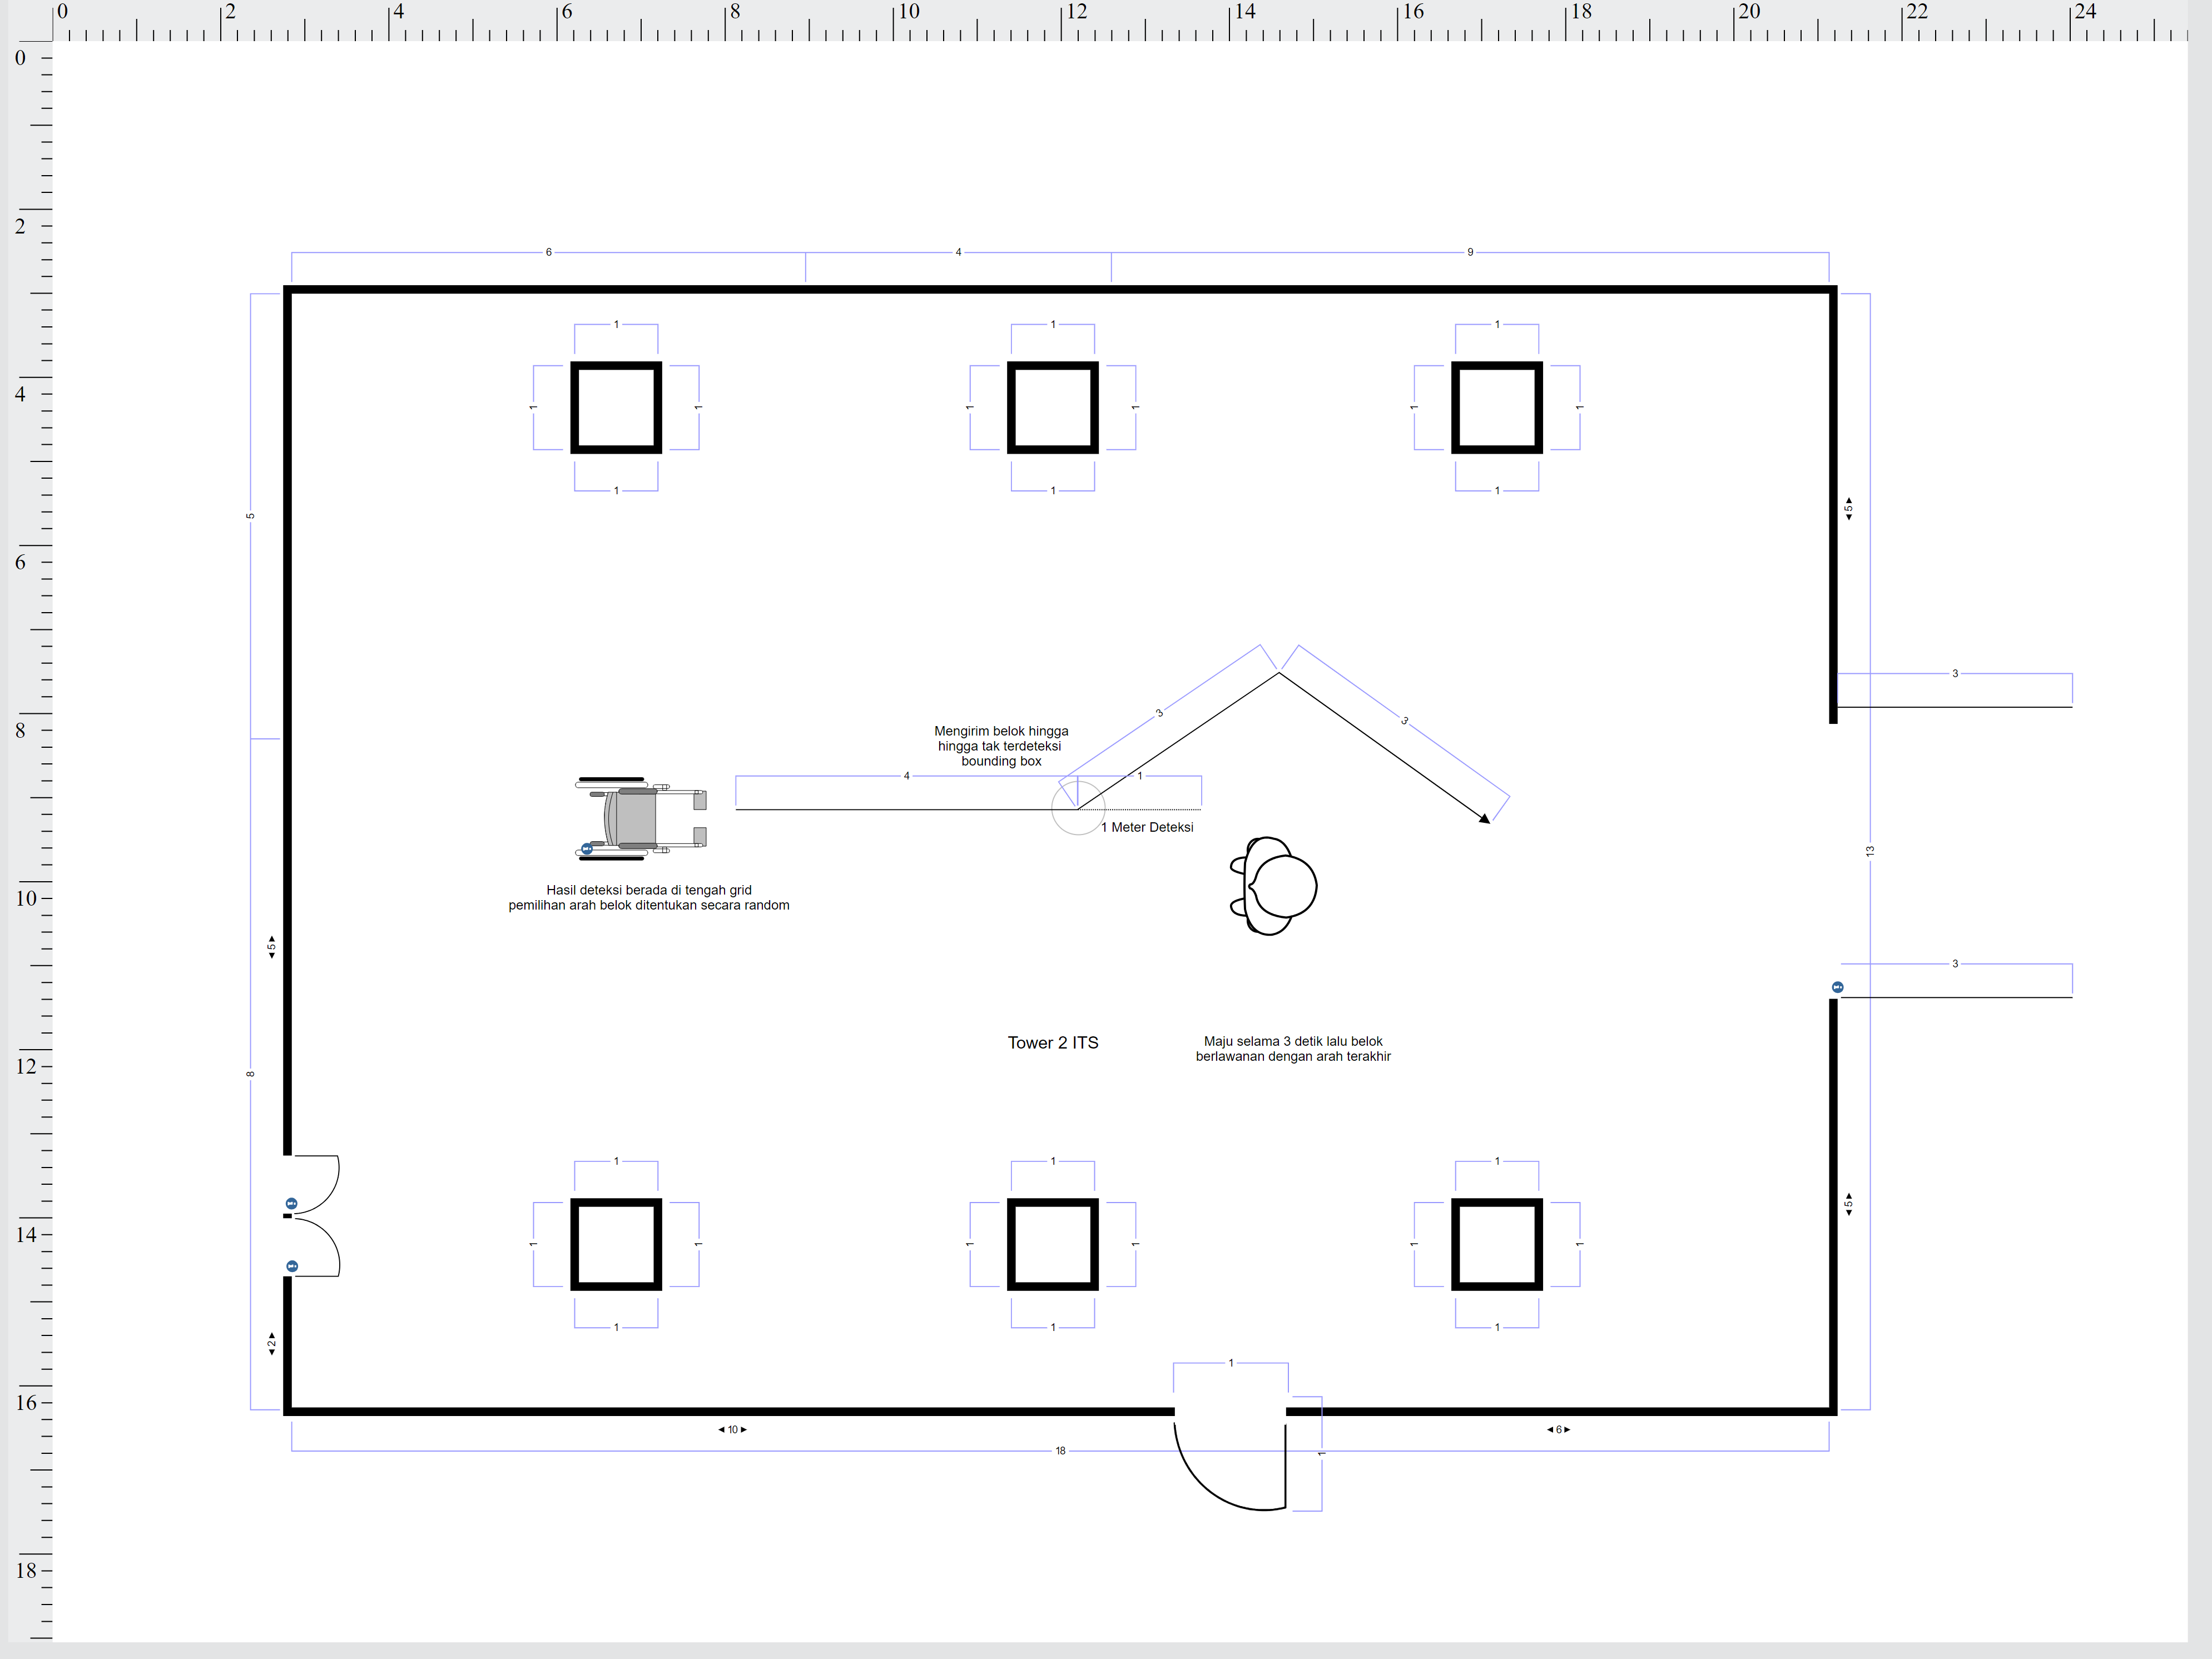 0 2 4 6 8 10 12 14 16 18 20 22 24
0
2
4
6
8
10
12
14
16
18
6 4 9
1 1 1
1 1 1 1 1 1
1 1 1
5
5
3
3 3
Mengirim belok hingga
hingga tak terdeteksi
bounding box
4 1
1 Meter Deteksi
13
Hasil deteksi berada di tengah grid
pemilihan arah belok ditentukan secara random
5
3
Tower 2 ITS
Maju selama 3 detik lalu belok
berlawanan dengan arah terakhir
8
1 1 1
5
1 1 1 1 1 1
1 1 1
2
1
10 6
18
1